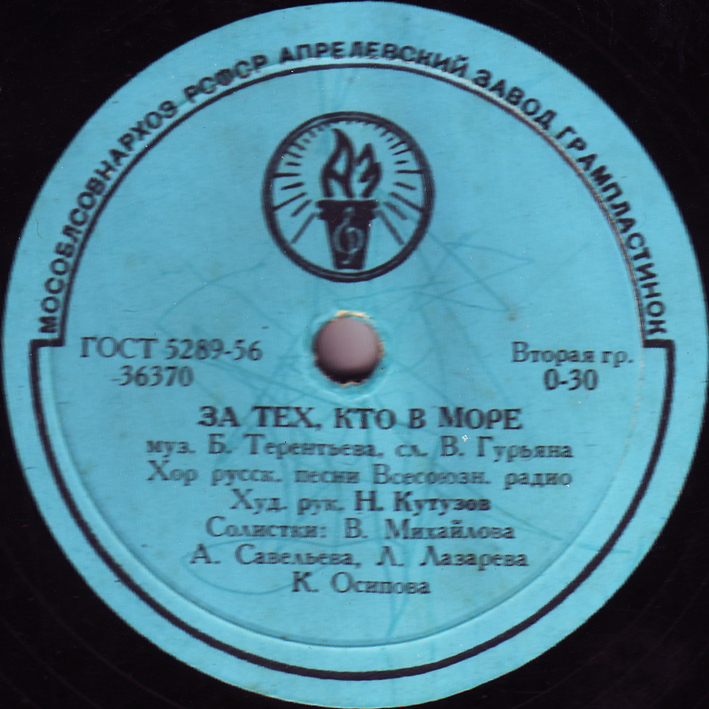 МОСОБЛСОВНАРХОЗ РСФСР АПРЕЛЕВСКИЙ ЗАВОД ГРАМПЛАСТИНОК
АЗ
ГОСТ 5289-56
36370
Вторая гр.
0-30
ЗА ТЕХ, КТО В МОРЕ
муз. Б. Терентьева, сл. В. Гурьяна
Хор русск. песни Всесоюзн. радио
Худ. рук. Н. Кутузов
Солистки: В. Михайлова
А. Савельева, Л. Лазарева
К. Осипова